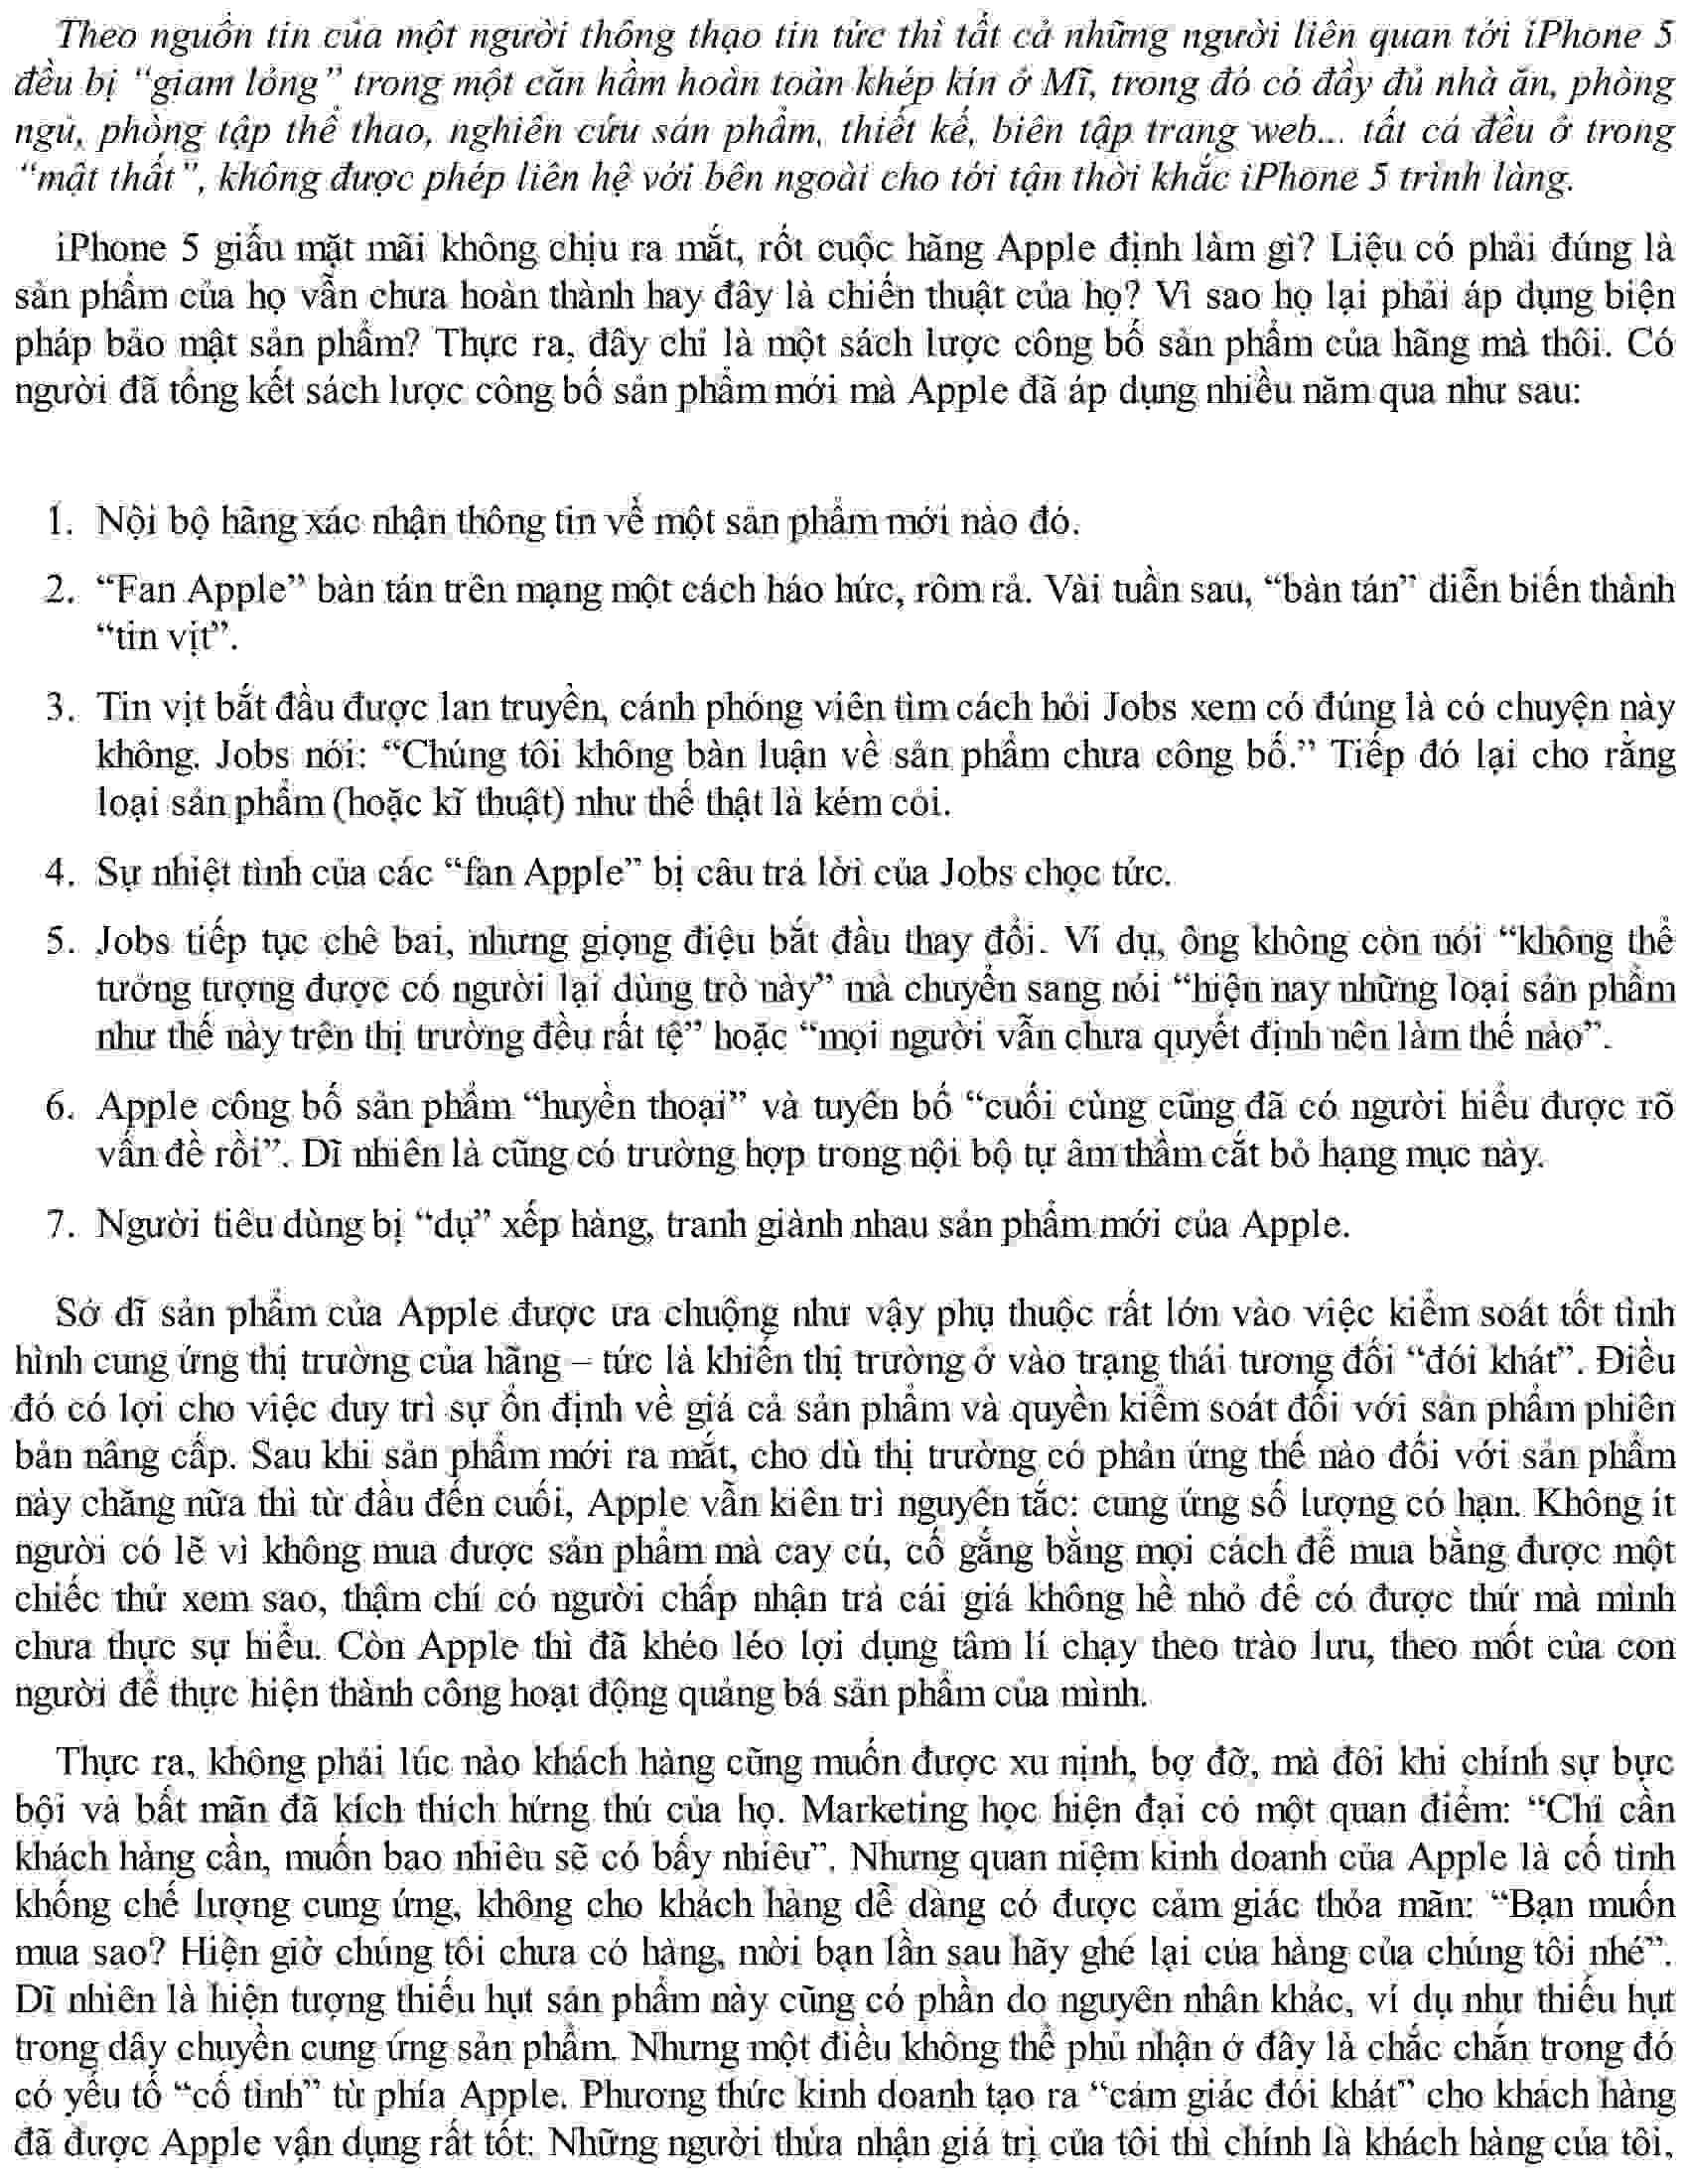 Theo nguồn tin của một người thông thạo tin tức thì tất cả những người liên quan tới iPhone 5
đều bị “giam lỏng” trong một căn hầm hoàn toàn khép kín ở Mĩ, trong đó có đầy đủ nhà ăn, phòng
ngủ, phòng tập thể thao, nghiên cứu sản phẩm, thiết kế, biên tập trang web... tất cả đều ở trong
“mật thất”, không được phép liên hệ với bên ngoài cho tới tận thời khắc iPhone 5 trình làng.
iPhone 5 giấu mặt mãi không chịu ra mắt, rốt cuộc hãng Apple định làm gì? Liệu có phải đúng là
sản phẩm của họ vẫn chưa hoàn thành hay đây là chiến thuật của họ? Vì sao họ lại phải áp dụng biện
pháp bảo mật sản phẩm? Thực ra, đây chỉ là một sách lược công bố sản phẩm của hãng mà thôi. Có
người đã tổng kết sách lược công bố sản phẩm mới mà Apple đã áp dụng nhiều năm qua như sau:
1. Nội bộ hãng xác nhận thông tin về một sản phẩm mới nào đó.
2. “Fan Apple” bàn tán trên mạng một cách háo hức, rôm rả. Vài tuần sau, “bàn tán” diễn biến thành
“tin vịt”.
3. Tin vịt bắt đầu được lan truyền, cánh phóng viên tìm cách hỏi Jobs xem có đúng là có chuyện này
không. Jobs nói: “Chúng tôi không bàn luận về sản phẩm chưa công bố.” Tiếp đó lại cho rằng
loại sản phẩm (hoặc kĩ thuật) như thế thật là kém cỏi.
4. Sự nhiệt tình của các “fan Apple” bị câu trả lời của Jobs chọc tức.
5. Jobs tiếp tục chê bai, nhưng giọng điệu bắt đầu thay đổi. Ví dụ, ông không còn nói “không thể
tưởng tượng được có người lại dùng trò này” mà chuyển sang nói “hiện nay những loại sản phẩm
như thế này trên thị trường đều rất tệ” hoặc “mọi người vẫn chưa quyết định nên làm thế nào”.
6. Apple công bố sản phẩm “huyền thoại” và tuyên bố “cuối cùng cũng đã có người hiểu được rõ
vấn đề rồi”. Dĩ nhiên là cũng có trường hợp trong nội bộ tự âm thầm cắt bỏ hạng mục này.
7. Người tiêu dùng bị “dụ” xếp hàng, tranh giành nhau sản phẩm mới của Apple.
Sở dĩ sản phẩm của Apple được ưa chuộng như vậy phụ thuộc rất lớn vào việc kiểm soát tốt tình
hình cung ứng thị trường của hãng – tức là khiến thị trường ở vào trạng thái tương đối “đói khát”. Điều
đó có lợi cho việc duy trì sự ổn định về giá cả sản phẩm và quyền kiểm soát đối với sản phẩm phiên
bản nâng cấp. Sau khi sản phẩm mới ra mắt, cho dù thị trường có phản ứng thế nào đối với sản phẩm
này chăng nữa thì từ đầu đến cuối, Apple vẫn kiên trì nguyên tắc: cung ứng số lượng có hạn. Không ít
người có lẽ vì không mua được sản phẩm mà cay cú, cố gắng bằng mọi cách để mua bằng được một
chiếc thử xem sao, thậm chí có người chấp nhận trả cái giá không hề nhỏ để có được thứ mà mình
chưa thực sự hiểu. Còn Apple thì đã khéo léo lợi dụng tâm lí chạy theo trào lưu, theo mốt của con
người để thực hiện thành công hoạt động quảng bá sản phẩm của mình.
Thực ra, không phải lúc nào khách hàng cũng muốn được xu nịnh, bợ đỡ, mà đôi khi chính sự bực
bội và bất mãn đã kích thích hứng thú của họ. Marketing học hiện đại có một quan điểm: “Chỉ cần
khách hàng cần, muốn bao nhiêu sẽ có bấy nhiêu”. Nhưng quan niệm kinh doanh của Apple là cố tình
khống chế lượng cung ứng, không cho khách hàng dễ dàng có được cảm giác thỏa mãn: “Bạn muốn
mua sao? Hiện giờ chúng tôi chưa có hàng, mời bạn lần sau hãy ghé lại cửa hàng của chúng tôi nhé”.
Dĩ nhiên là hiện tượng thiếu hụt sản phẩm này cũng có phần do nguyên nhân khác, ví dụ như thiếu hụt
trong dây chuyền cung ứng sản phẩm. Nhưng một điều không thể phủ nhận ở đây là chắc chắn trong đó
có yếu tố “cố tình” từ phía Apple. Phương thức kinh doanh tạo ra “cảm giác đói khát” cho khách hàng
đã được Apple vận dụng rất tốt: Những người thừa nhận giá trị của tôi thì chính là khách hàng của tôi,